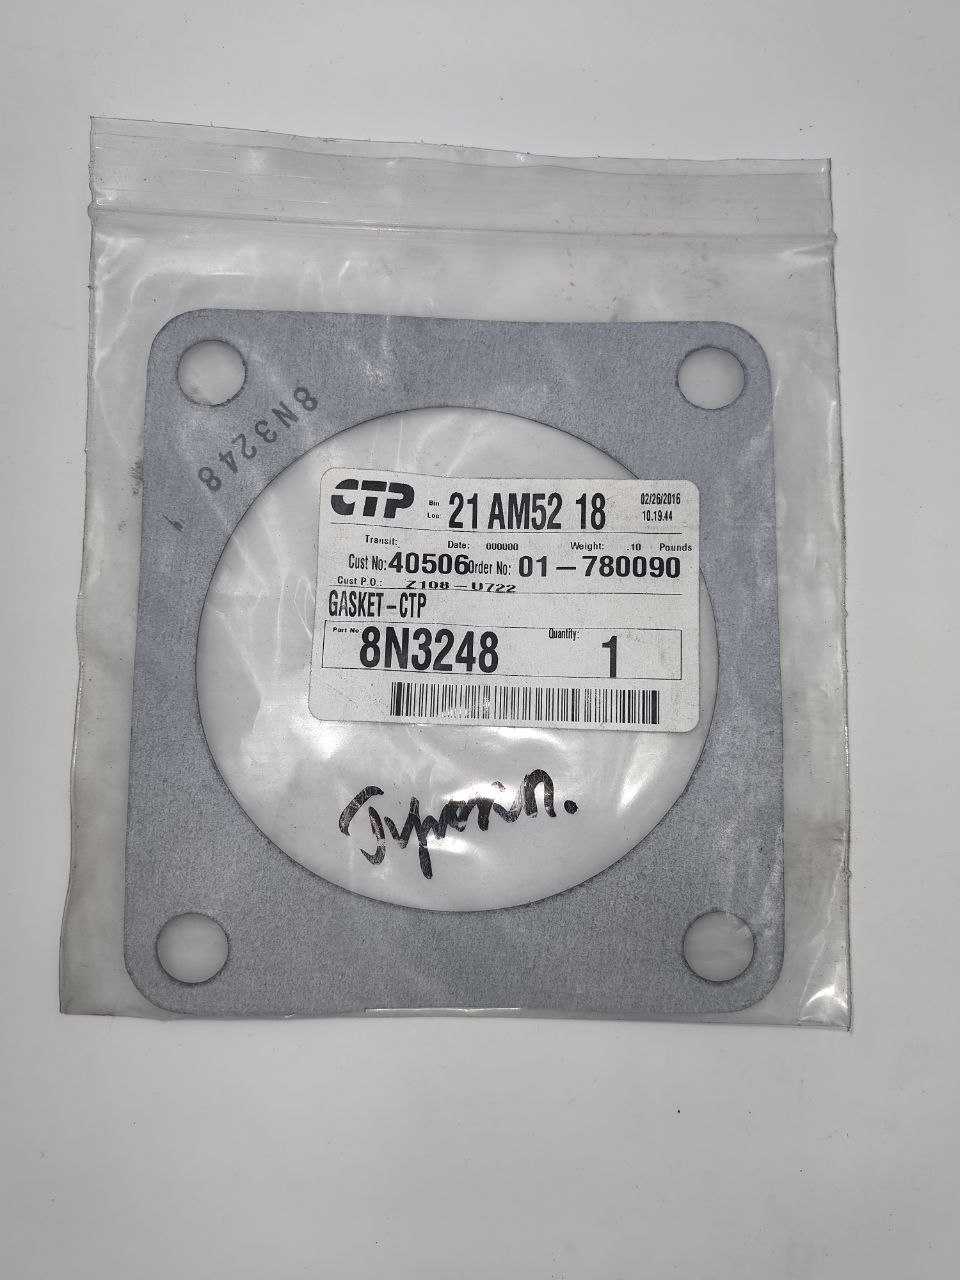 8N3248
CTP
Bin
Loc:
21 AM52 18
02/26/2016
10.19.44
Transit: Date: 000000 Weight: .10 Pounds
Cust No: 40506 Order No: 01-780090
Cust P.O.: Z108-U722
GASKET-CTP
Part No: 8N3248 Quantity: 1